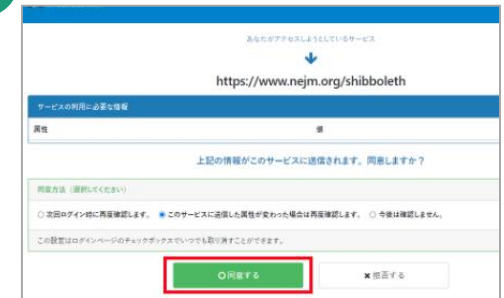 あなたがアクセスしようとしているサービス
https://www.nejm.org/shibboleth
サービスの利用に必要な情報
属性 値
上記の情報がこのサービスに送信されます。同意しますか？
同意方法（選択してください）
次回ログイン時に再度確認します。 このサービスに送信した属性が変わった場合は再度確認します。 今後は確認しません。
この設定はログインページのチェックボックスでいつでも取り消すことができます。
同意する ✖拒否する